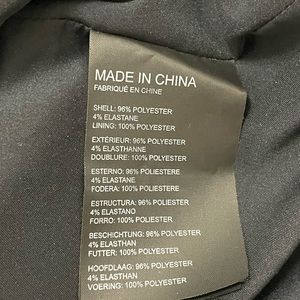 MADE IN CHINA
FABRIQUÉ EN CHINE
SHELL: 96% POLYESTER
4% ELASTANE
LINING: 100% POLYESTER
EXTÉRIEUR: 96% POLYESTER
4% ELASTHANNE
DOUBLURE: 100% POLYESTER
ESTERNO: 96% POLIESTERE
4% ELASTANE
FODERA: 100% POLIESTERE
ESTRUCTURA: 96% POLIESTER
4% ELASTANO
FORRO: 100% POLIESTER
BESCHICHTUNG: 96% POLYESTER
4% ELASTHAN
FUTTER: 100% POLYESTER
HOOFDLAAG: 96% POLYESTER
4% ELASTHAN
VOERING: 100% POLYESTER